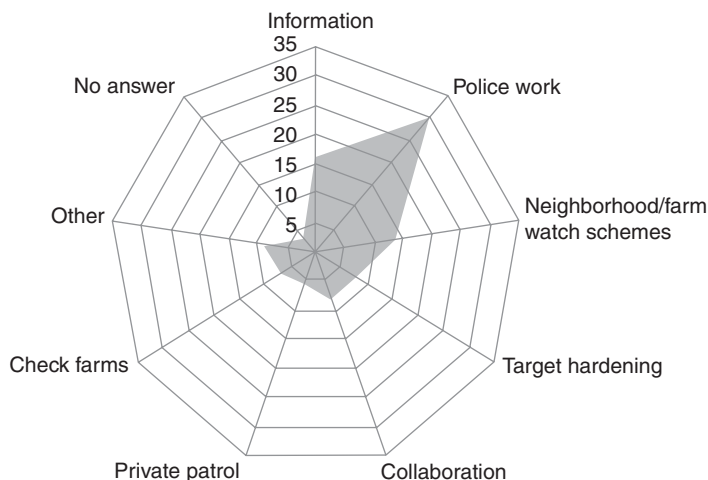 Information
35
30
25
20
15
10
5
Police work
Neighborhood/farm
watch schemes
Target hardening
Collaboration
Private patrol
Check farms
Other
No answer